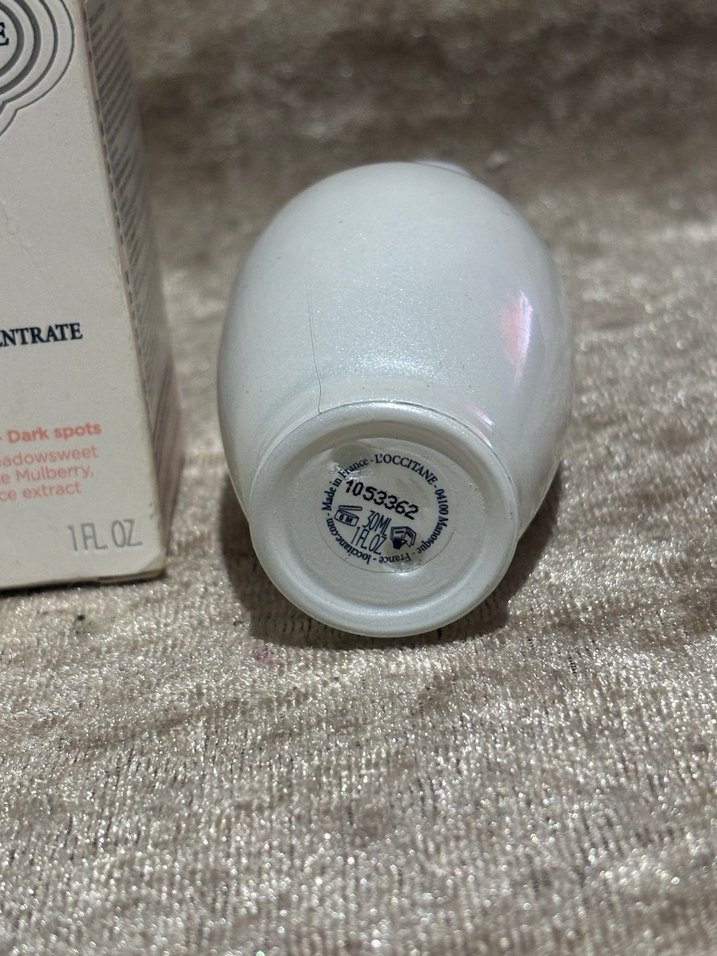 E
ENTRATE
- Dark spots
eadowsweet
e Mulberry,
ce extract
1 FL OZ
Made in France - L'OCCITANE - 04100 Manosque - France - loccitane.com -
1053362
30ML
1FL.OZ